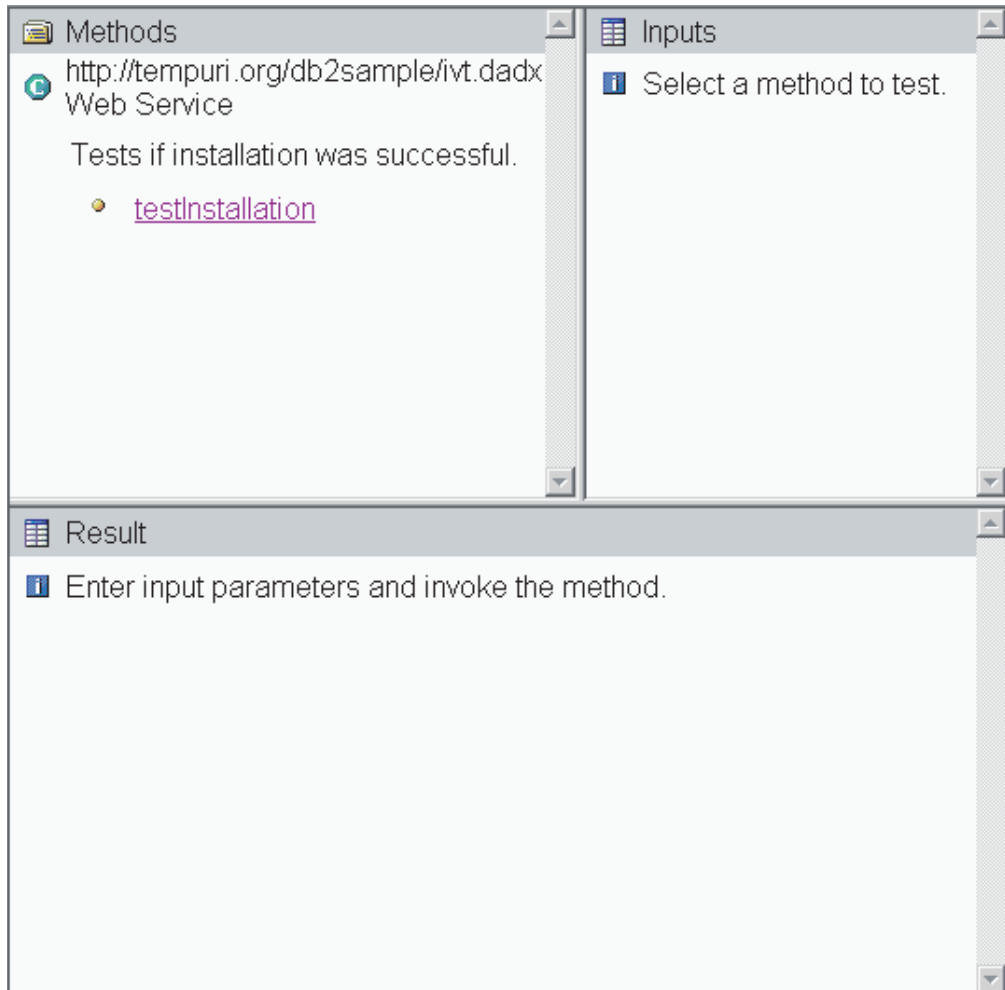 Methods
http://tempuri.org/db2sample/ivt.dadx
Web Service
Tests if installation was successful.
testInstallation
Inputs
Select a method to test.
Result
Enter input parameters and invoke the method.